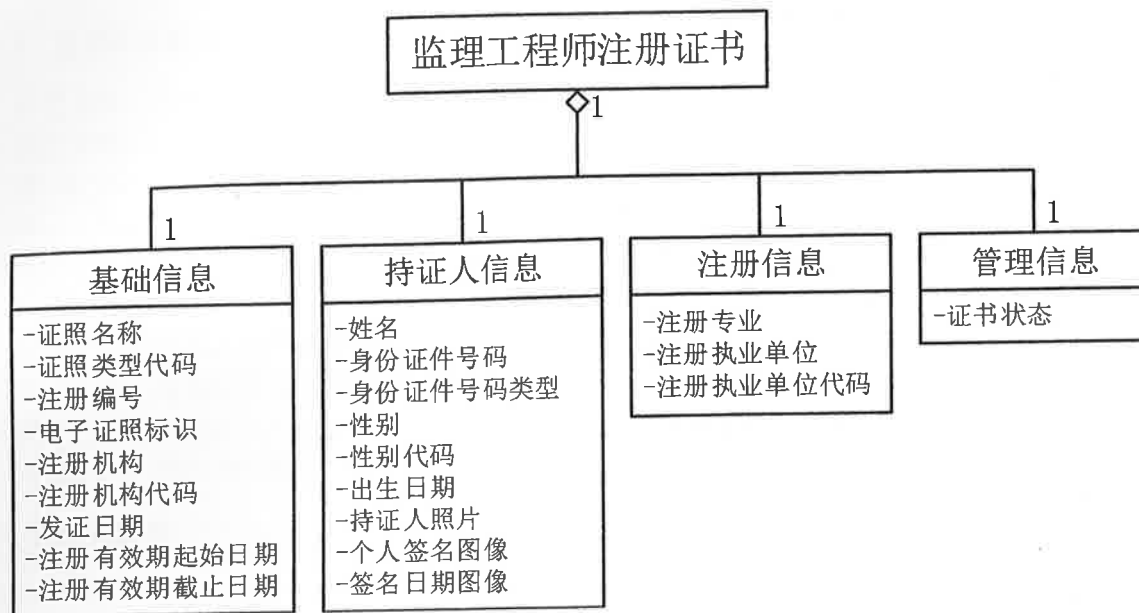 监理工程师注册证书
1
1
1
1
1
基础信息
-证照名称
-证照类型代码
-注册编号
-电子证照标识
-注册机构
-注册机构代码
-发证日期
-注册有效期起始日期
-注册有效期截止日期
持证人信息
-姓名
-身份证件号码
-身份证件号码类型
-性别
-性别代码
-出生日期
-持证人照片
-个人签名图像
-签名日期图像
注册信息
-注册专业
-注册执业单位
-注册执业单位代码
管理信息
-证书状态